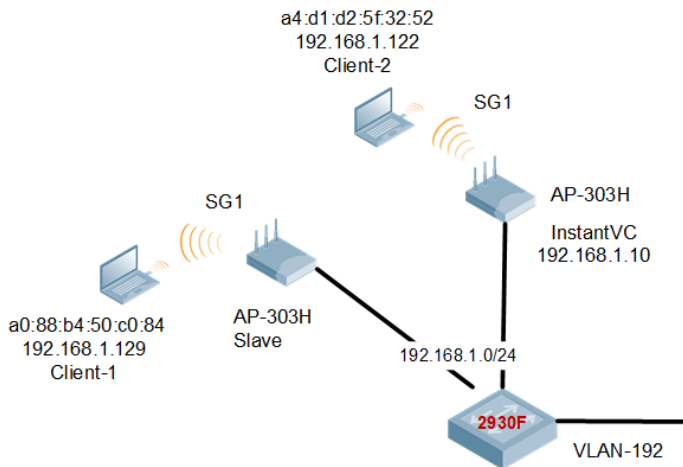 a4:d1:d2:5f:32:52
192.168.1.122
Client-2
SG1
AP-303H
InstantVC
192.168.1.10
SG1
a0:88:b4:50:c0:84
192.168.1.129
Client-1
AP-303H
Slave
192.168.1.0/24
2930F
VLAN-192